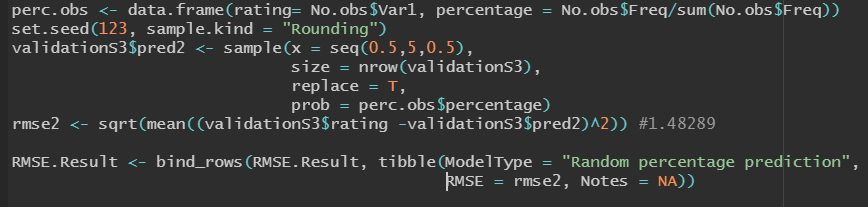 perc.obs <- data.frame(rating= No.obs$Var1, percentage = No.obs$Freq/sum(No.obs$Freq))
set.seed(123, sample.kind = "Rounding")
validationS3$pred2 <- sample(x = seq(0.5,5,0.5),
size = nrow(validationS3),
replace = T,
prob = perc.obs$percentage)
rmse2 <- sqrt(mean((validationS3$rating -validationS3$pred2)^2)) #1.48289
RMSE.Result <- bind_rows(RMSE.Result, tibble(ModelType = "Random percentage prediction",
RMSE = rmse2, Notes = NA))